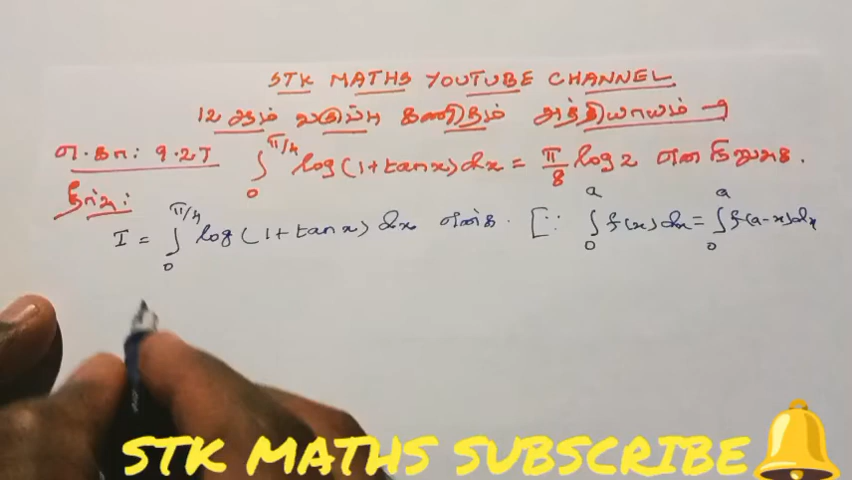 STK MATHS YOUTUBE CHANNEL
12 ஆம் வகுப்பு கணிதம் அத்தியாயம் - 9
எ.கா: 9.27 ∫₀^(π/4) log(1+tanx)dx = π/8 log2 என நிறுவுக.
தீர்வு:
I = ∫₀^(π/4) log(1+tanx) dx என்க. [∵ ∫₀^a f(x)dx = ∫₀^a f(a-x)dx
STK MATHS SUBSCRIBE